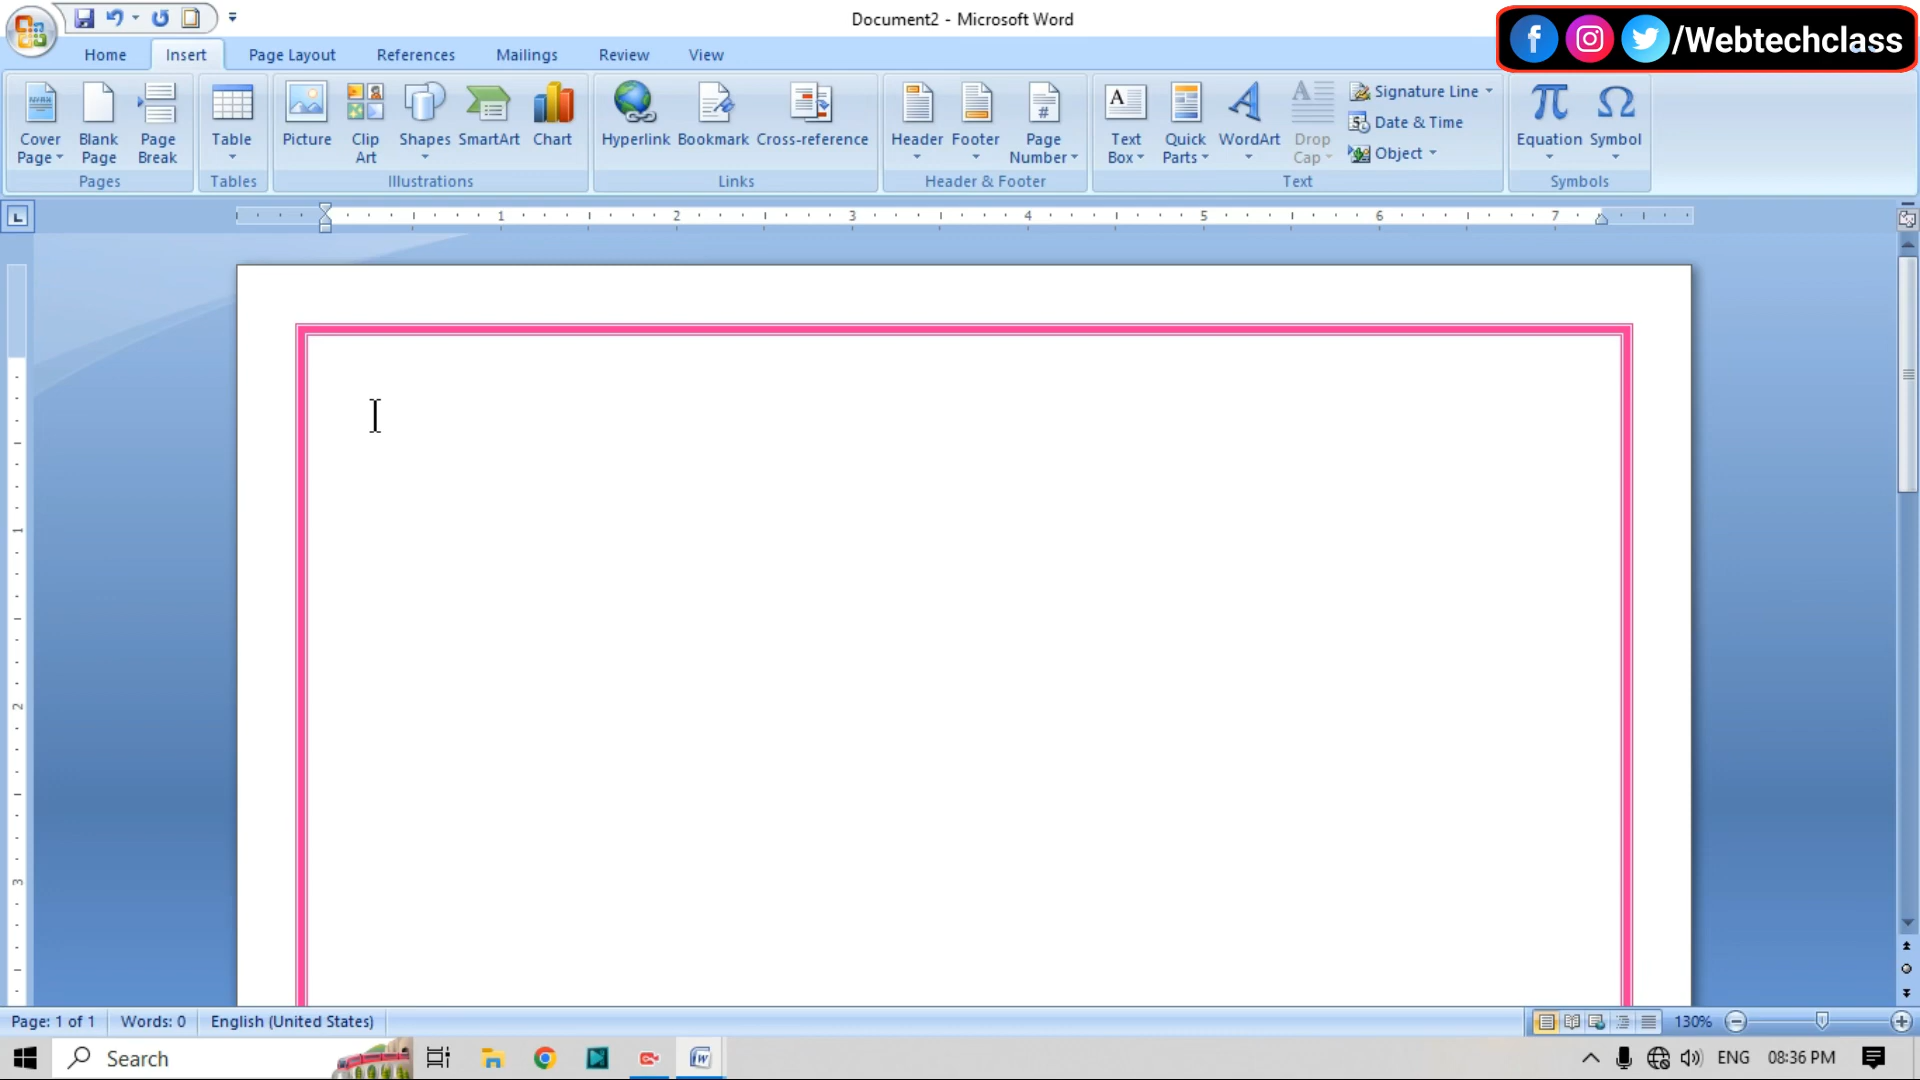 Document2 - Microsoft Word
/Webtechclass
Home Insert Page Layout References Mailings Review View
Cover Page Blank Page Page Break
Pages
Table
Tables
Picture Clip Art Shapes SmartArt Chart
Illustrations
Hyperlink Bookmark Cross-reference
Links
Header Footer Page Number
Header & Footer
Text Box Quick Parts WordArt Drop Cap
Signature Line
Date & Time
Object
Text
Equation Symbol
Symbols
1 2 3 4 5 6 7
1
2
3
Page: 1 of 1 Words: 0 English (United States) 130%
Search ENG 08:36 PM